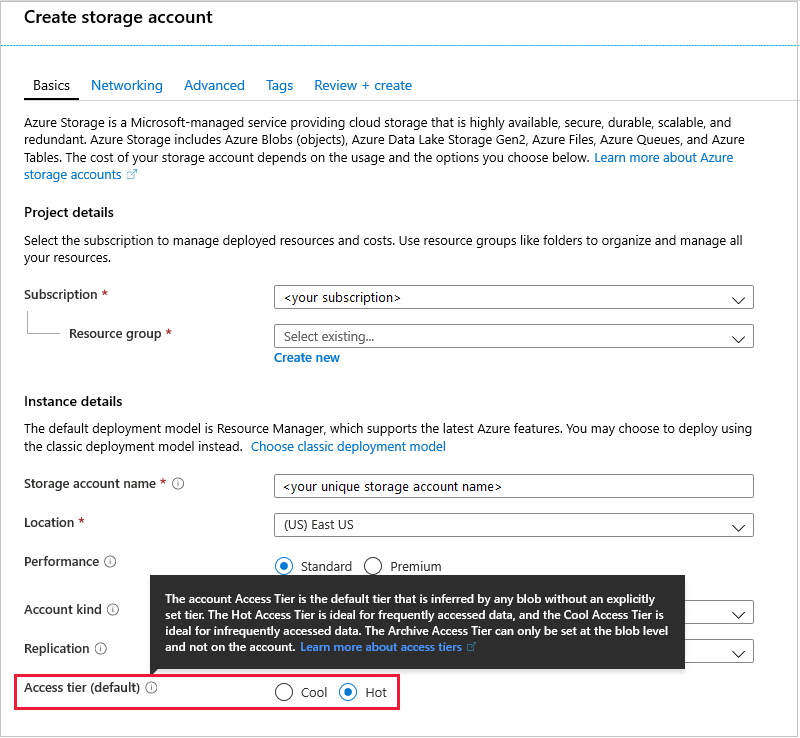 Create storage account
Basics Networking Advanced Tags Review + create
Azure Storage is a Microsoft-managed service providing cloud storage that is highly available, secure, durable, scalable, and
redundant. Azure Storage includes Azure Blobs (objects), Azure Data Lake Storage Gen2, Azure Files, Azure Queues, and Azure
Tables. The cost of your storage account depends on the usage and the options you choose below. Learn more about Azure
storage accounts
Project details
Select the subscription to manage deployed resources and costs. Use resource groups like folders to organize and manage all
your resources.
Subscription * <your subscription>
Resource group * Select existing...
Create new
Instance details
The default deployment model is Resource Manager, which supports the latest Azure features. You may choose to deploy using
the classic deployment model instead. Choose classic deployment model
Storage account name * <your unique storage account name>
Location * (US) East US
Performance Standard Premium
The account Access Tier is the default tier that is inferred by any blob without an explicitly
set tier. The Hot Access Tier is ideal for frequently accessed data, and the Cool Access Tier is
ideal for infrequently accessed data. The Archive Access Tier can only be set at the blob level
and not on the account. Learn more about access tiers
Account kind
Replication
Access tier (default) Cool Hot